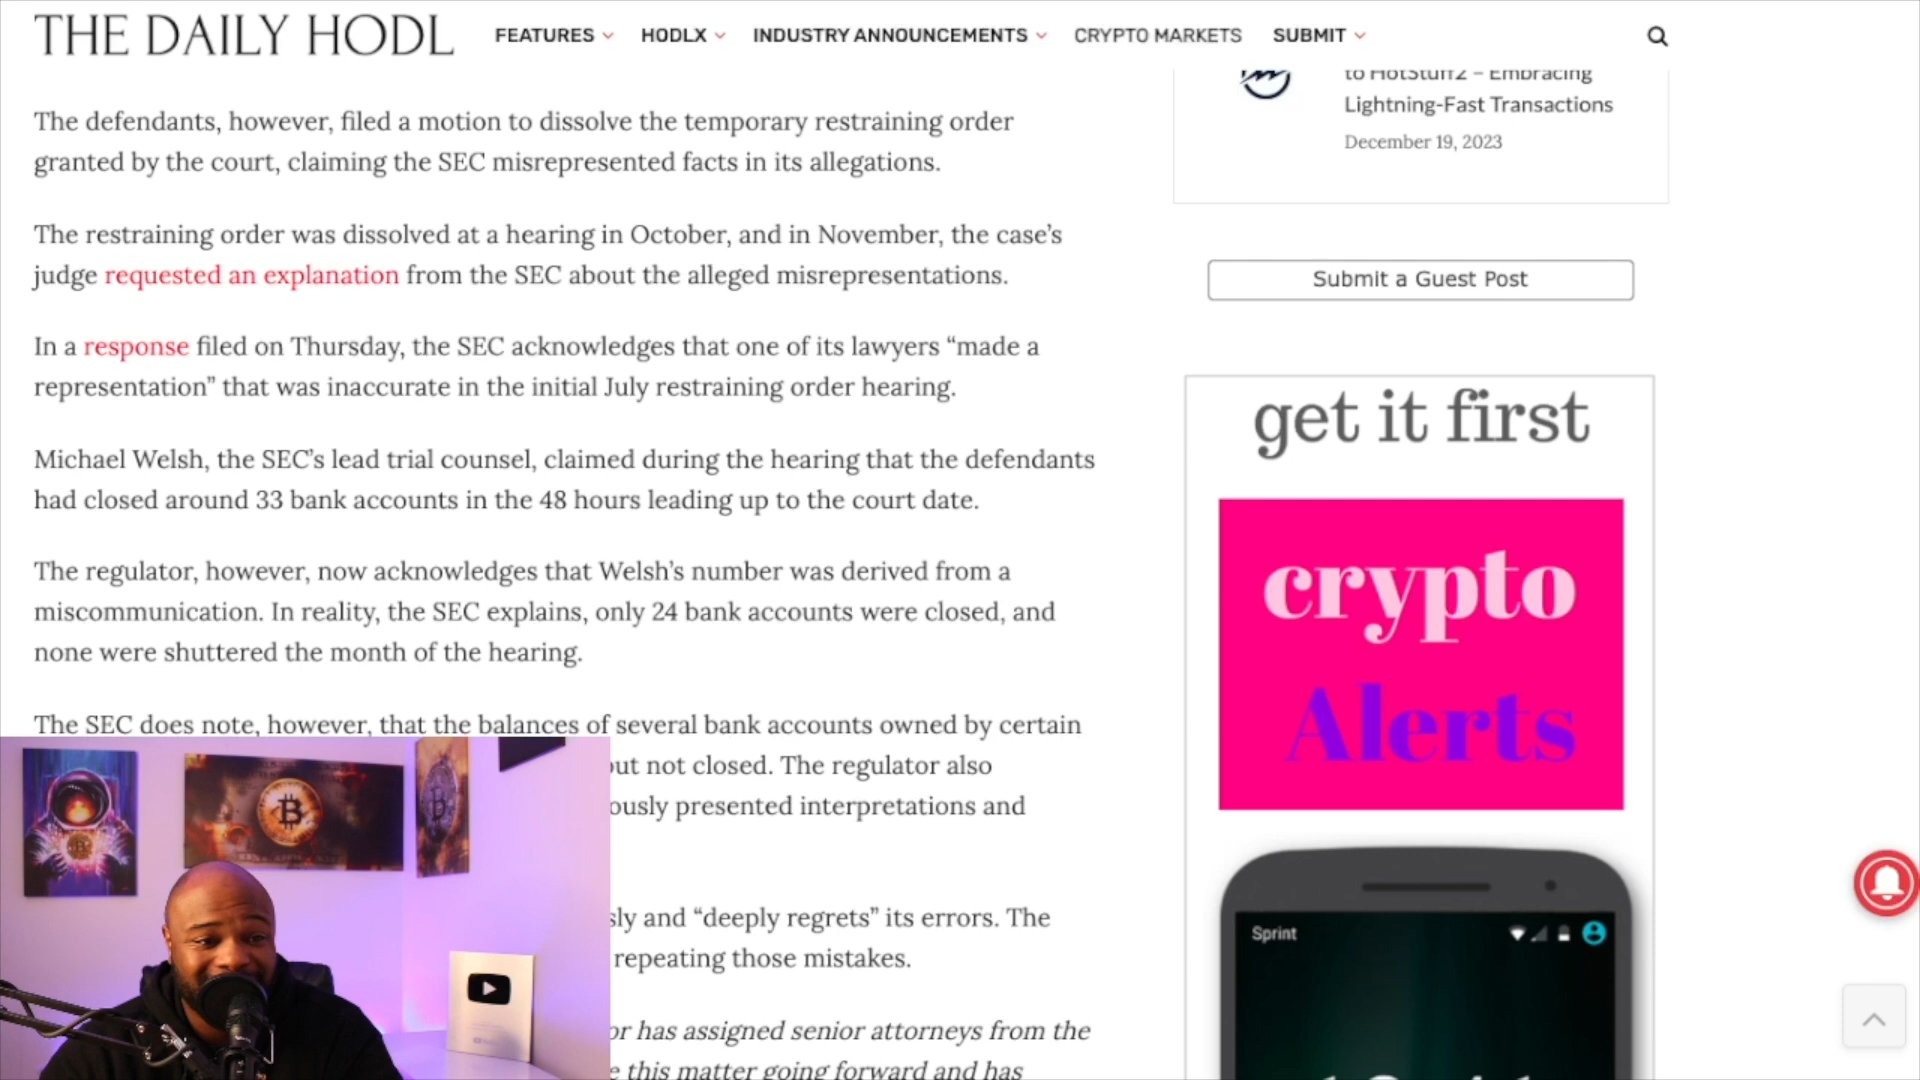 THE DAILY HODL
FEATURES HODLX INDUSTRY ANNOUNCEMENTS CRYPTO MARKETS SUBMIT
The defendants, however, filed a motion to dissolve the temporary restraining order
granted by the court, claiming the SEC misrepresented facts in its allegations.
The restraining order was dissolved at a hearing in October, and in November, the case’s
judge requested an explanation from the SEC about the alleged misrepresentations.
In a response filed on Thursday, the SEC acknowledges that one of its lawyers “made a
representation” that was inaccurate in the initial July restraining order hearing.
Michael Welsh, the SEC’s lead trial counsel, claimed during the hearing that the defendants
had closed around 33 bank accounts in the 48 hours leading up to the court date.
The regulator, however, now acknowledges that Welsh’s number was derived from a
miscommunication. In reality, the SEC explains, only 24 bank accounts were closed, and
none were shuttered the month of the hearing.
The SEC does note, however, that the balances of several bank accounts owned by certain
but not closed. The regulator also
presented interpretations and
and “deeply regrets” its errors. The
repeating those mistakes.
has assigned senior attorneys from the
this matter going forward and has
to HotStuff2 – Embracing
Lightning-Fast Transactions
December 19, 2023
Submit a Guest Post
get it first
crypto
Alerts
Sprint